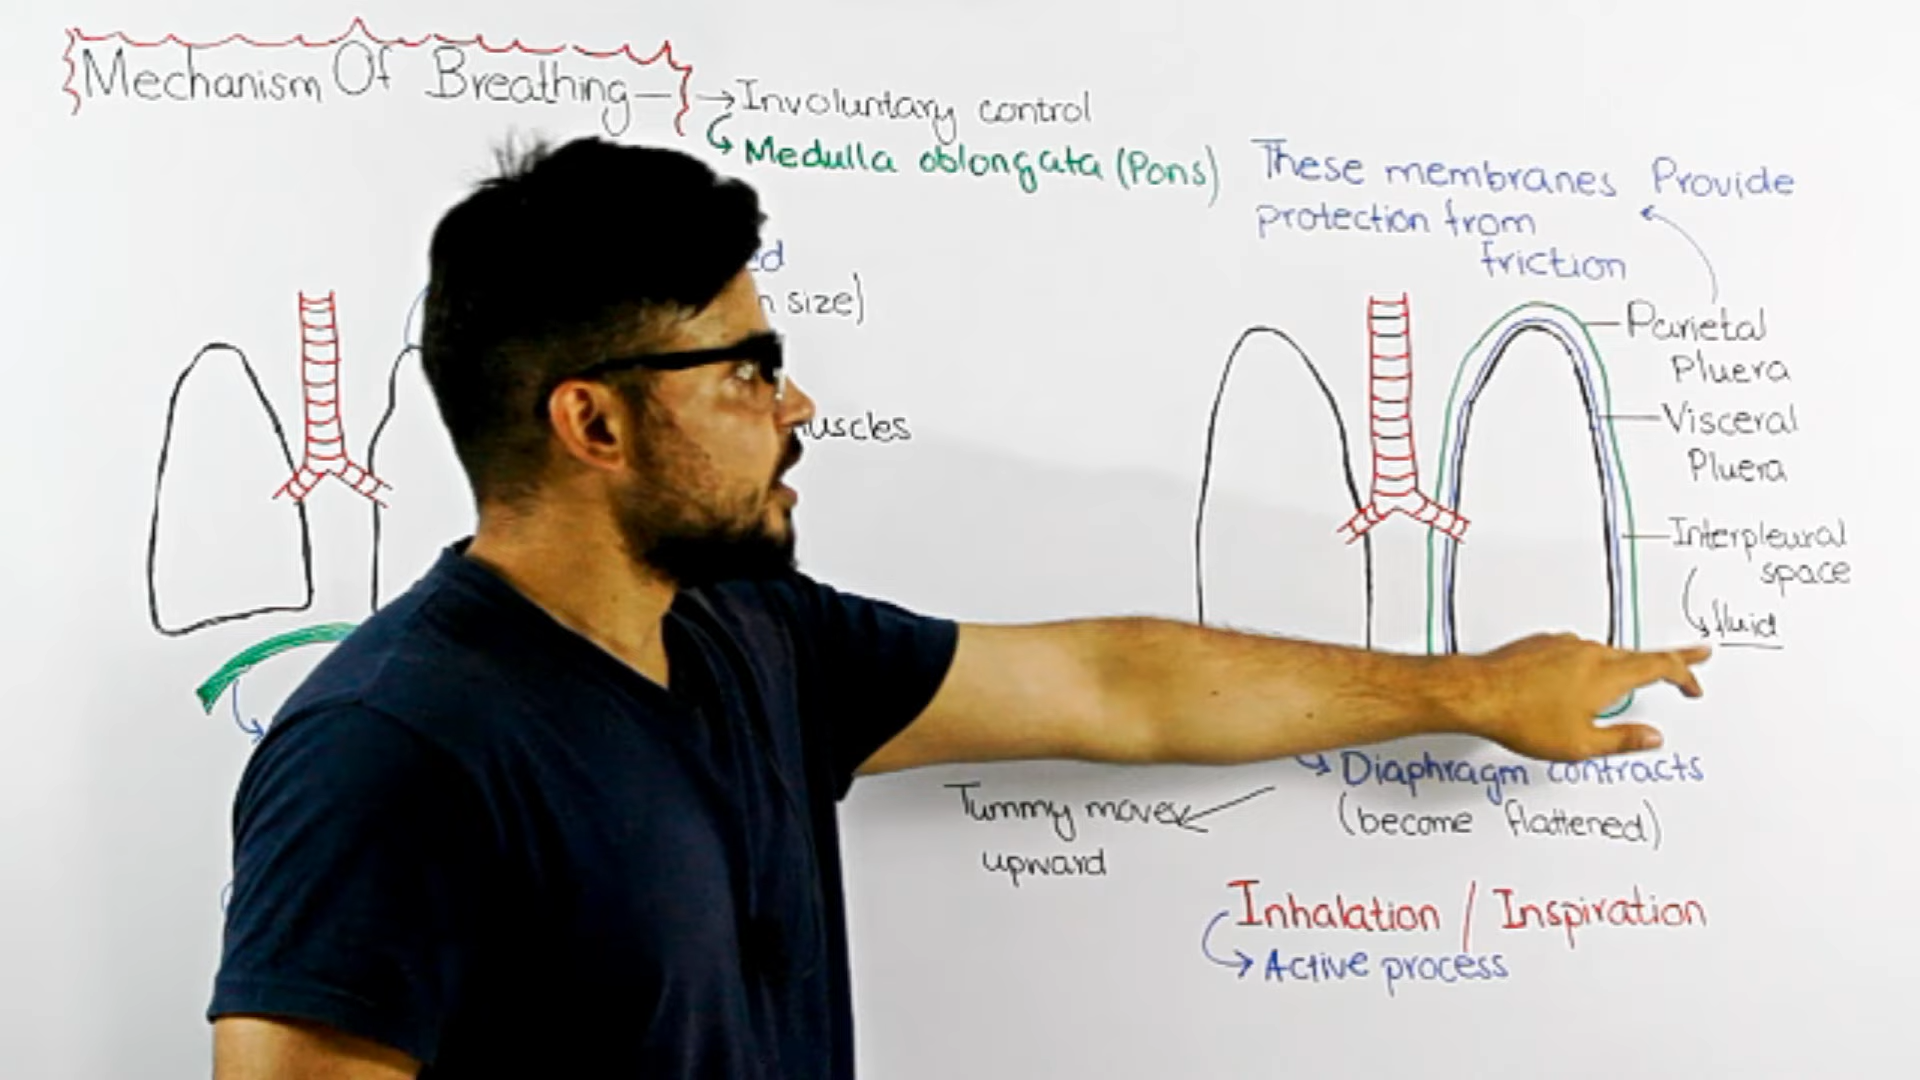 Mechanism Of Breathing
Involuntary control
Medulla oblongata (Pons)
size)
These membranes Provide
protection from
friction
Parietal
Pluera
Visceral
Pluera
Interpleural
space
fluid
Diaphragm contracts
(become flattened)
Tummy moves
upward
Inhalation / Inspiration
Active process